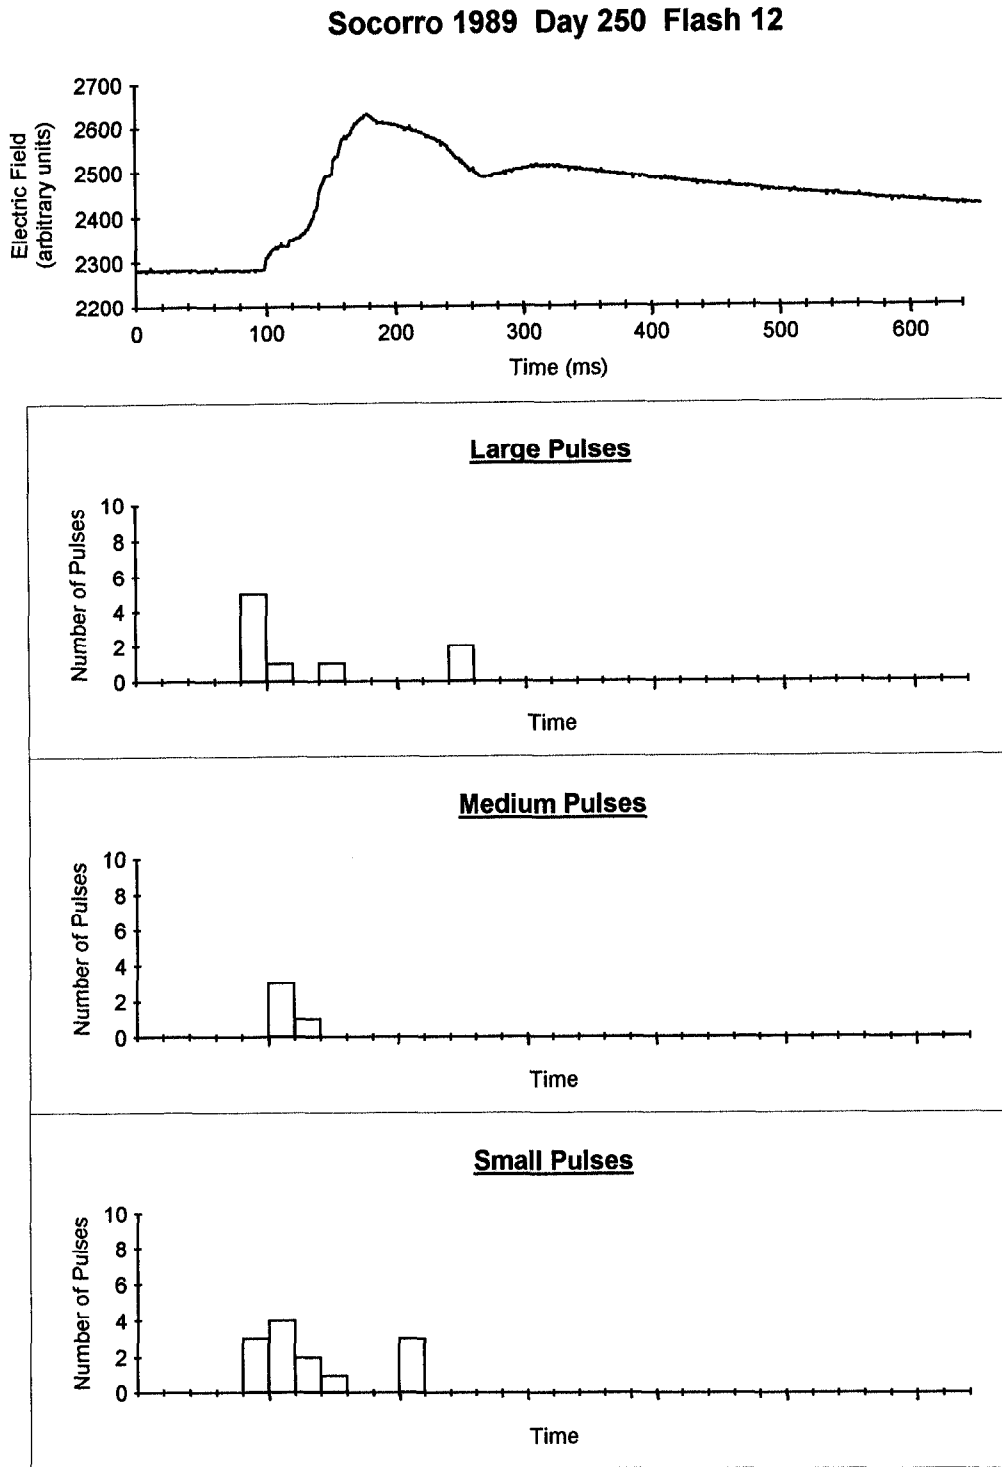 Socorro 1989 Day 250 Flash 12
Electric Field
(arbitrary units)
2700
2600
2500
2400
2300
2200
0 100 200 300 400 500 600
Time (ms)
Large Pulses
Number of Pulses
10
8
6
4
2
0
Time
Medium Pulses
Number of Pulses
10
8
6
4
2
0
Time
Small Pulses
Number of Pulses
10
8
6
4
2
0
Time